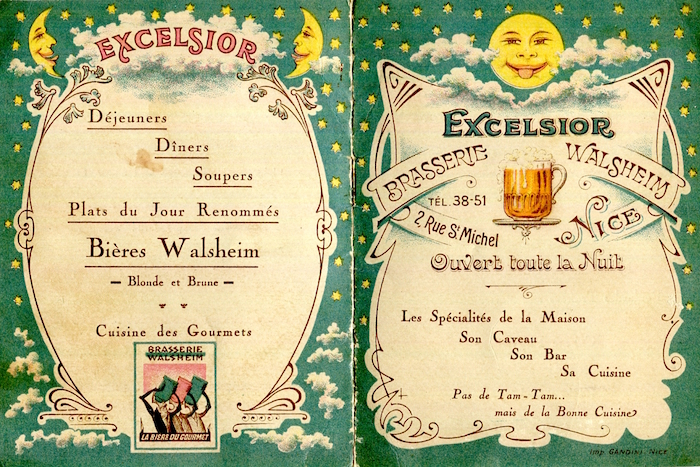 EXCELSIOR
Déjeuners
Dîners
Soupers
Plats du Jour Renommés
Bières Walsheim
— Blonde et Brune —
Cuisine des Gourmets
BRASSERIE
WALSHEIM
LA BIERE DU GOURMET
EXCELSIOR
BRASSERIE WALSHEIM
TÉL. 38-51
2, Rue St Michel
NICE
Ouvert toute la Nuit
Les Spécialités de la Maison
Son Caveau
Son Bar
Sa Cuisine
Pas de Tam-Tam...
mais de la Bonne Cuisine
Imp. GANDINI - NICE